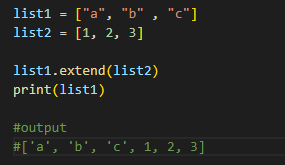 list1 = ["a", "b" , "c"]
list2 = [1, 2, 3]
list1.extend(list2)
print(list1)
#output
#['a', 'b', 'c', 1, 2, 3]